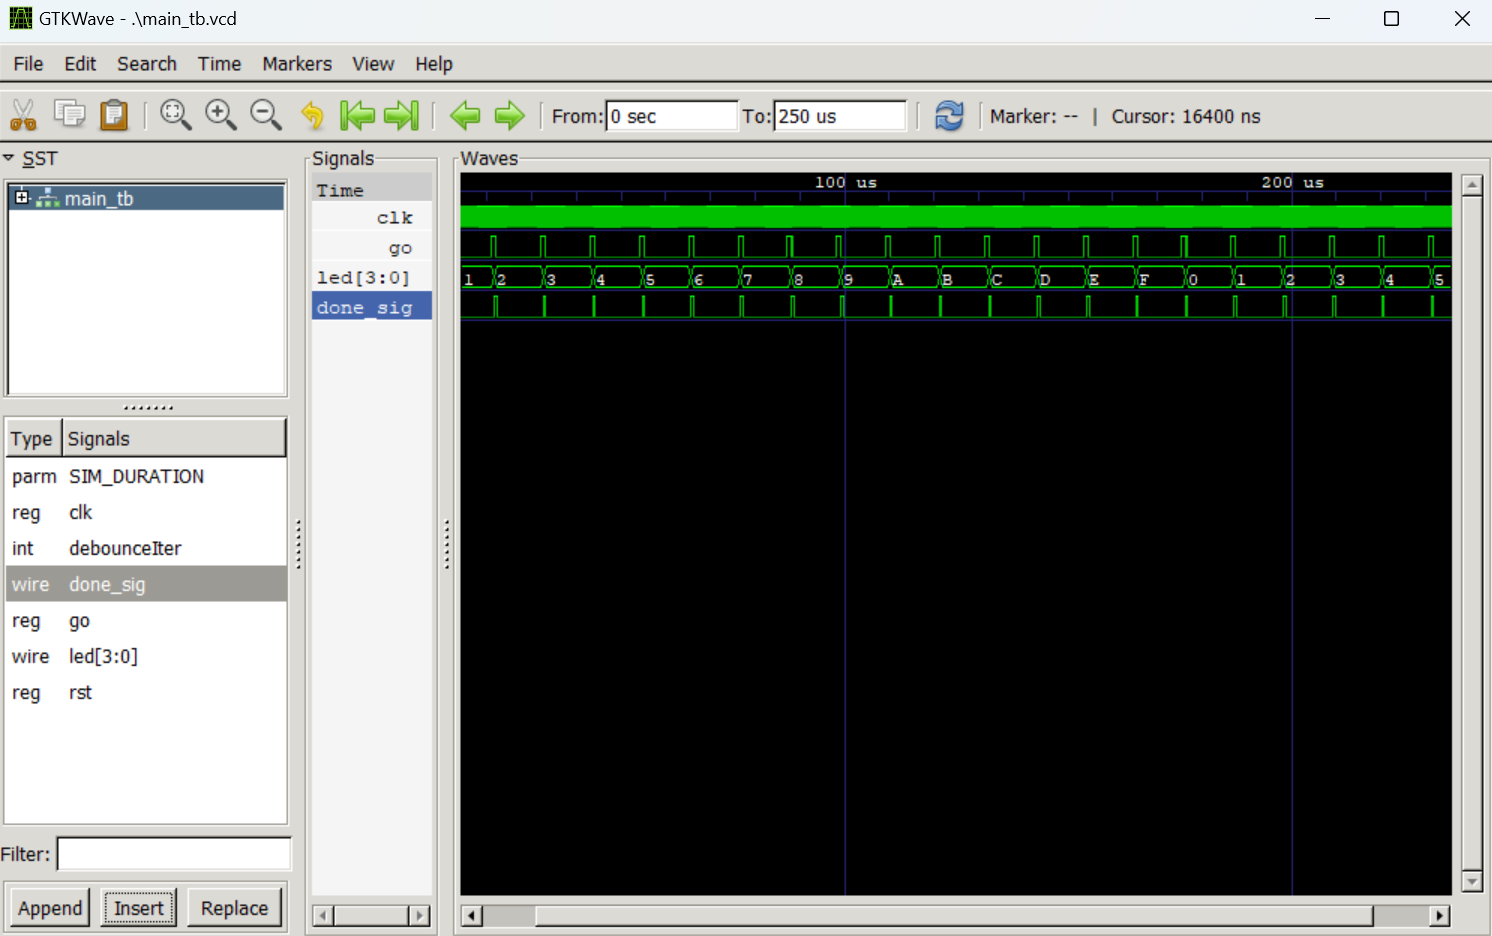 GTKWave - .\main_tb.vcd
File Edit Search Time Markers View Help
From: 0 sec To: 250 us Marker: -- | Cursor: 16400 ns
SST
main_tb
Type Signals
parm SIM_DURATION
reg clk
int debounceIter
wire done_sig
reg go
wire led[3:0]
reg rst
Filter:
Append Insert Replace
Signals
Time
clk
go
led[3:0]
done_sig
Waves
100 us 200 us
1 2 3 4 5 6 7 8 9 A B C D E F 0 1 2 3 4 5